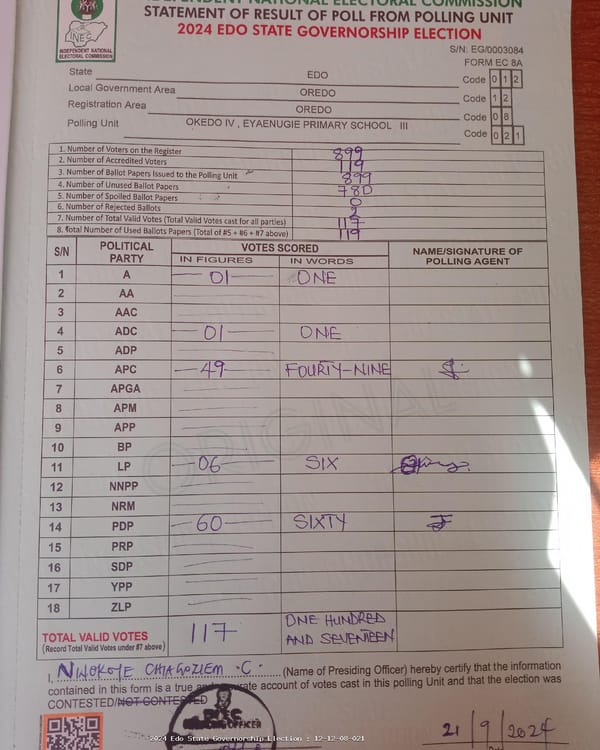 INDEPENDENT NATIONAL ELECTORAL COMMISSION
STATEMENT OF RESULT OF POLL FROM POLLING UNIT
2024 EDO STATE GOVERNORSHIP ELECTION
INEC
INDEPENDENT NATIONAL
ELECTORAL COMMISSION
S/N: EG/0003084
FORM EC 8A
State EDO Code 0 1 2
Local Government Area OREDO Code 1 2
Registration Area OREDO Code 0 8
Polling Unit OKEDO IV , EYAENUGIE PRIMARY SCHOOL III Code 0 2 1
1. Number of Voters on the Register 899
2. Number of Accredited Voters 119
3. Number of Ballot Papers Issued to the Polling Unit 899
4. Number of Unused Ballot Papers 780
5. Number of Spoiled Ballot Papers 0
6. Number of Rejected Ballots 2
7. Number of Total Valid Votes (Total Valid Votes cast for all parties) 117
8. Total Number of Used Ballots Papers (Total of #5 + #6 + #7 above) 119
S/N POLITICAL PARTY VOTES SCORED NAME/SIGNATURE OF POLLING AGENT
IN FIGURES IN WORDS
1 A 01 ONE
2 AA
3 AAC
4 ADC 01 ONE
5 ADP
6 APC 49 FOURTY-NINE
7 APGA
8 APM
9 APP
10 BP
11 LP 06 SIX
12 NNPP
13 NRM
14 PDP 60 SIXTY
15 PRP
16 SDP
17 YPP
18 ZLP
ORIGINAL
TOTAL VALID VOTES 117 ONE HUNDRED AND SEVENTEEN
(Record Total Valid Votes under #7 above)
I, NWOKOYE CHIAGOZIEM .C. (Name of Presiding Officer) hereby certify that the information
contained in this form is a true and accurate account of votes cast in this polling Unit and that the election was
CONTESTED/NOT CONTESTED
OFFICER
21/9/2024
2024 Edo State Governorship Election : 12-12-08-021